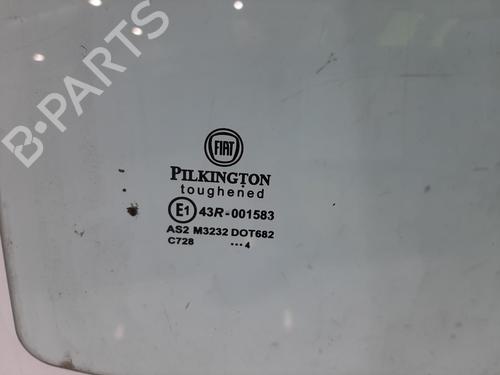 B-PARTS
FIAT
PILKINGTON
toughened
E1 43R-001583
AS2 M3232 DOT682
C728 ...4